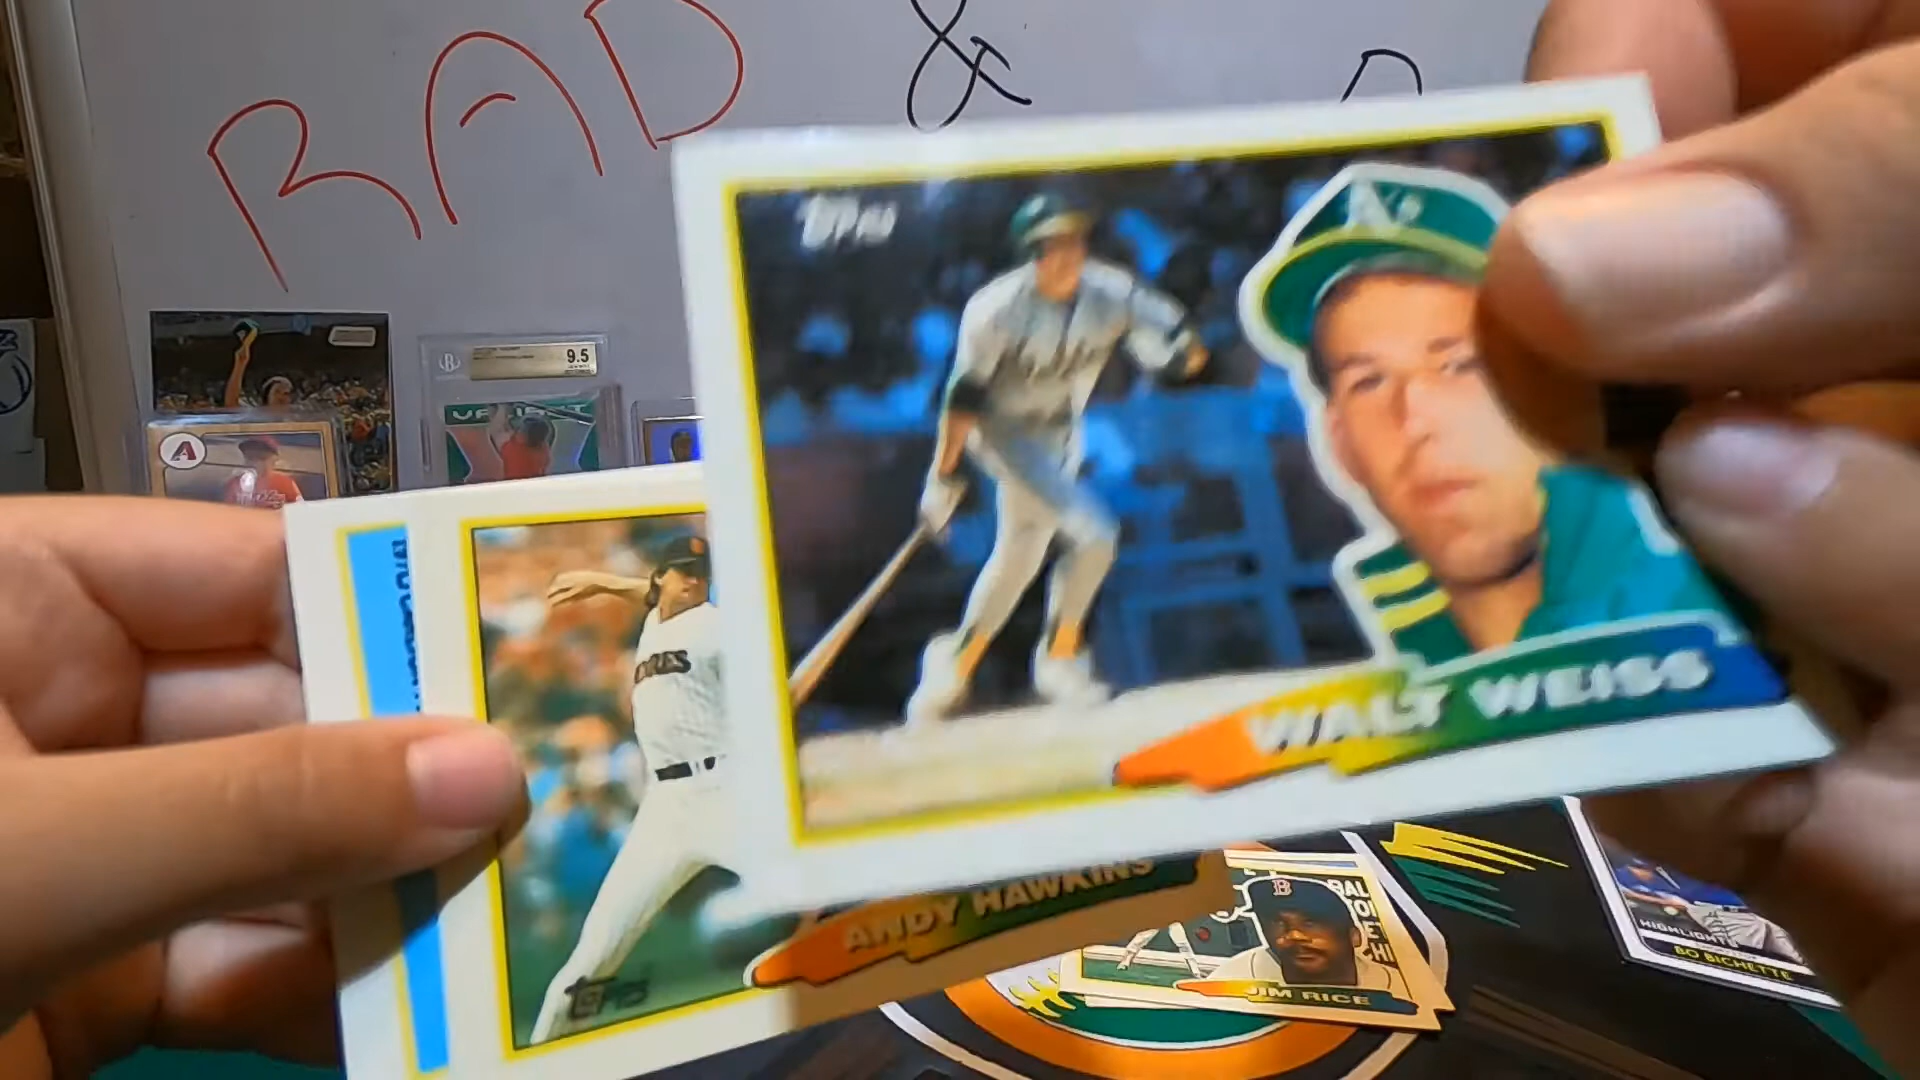 RAD &
9.5
A
A's
Topps
WALT WEISS
ANDY HAWKINS
Topps
B
JIM RICE
HIGHLIGHTS
BO BICHETTE